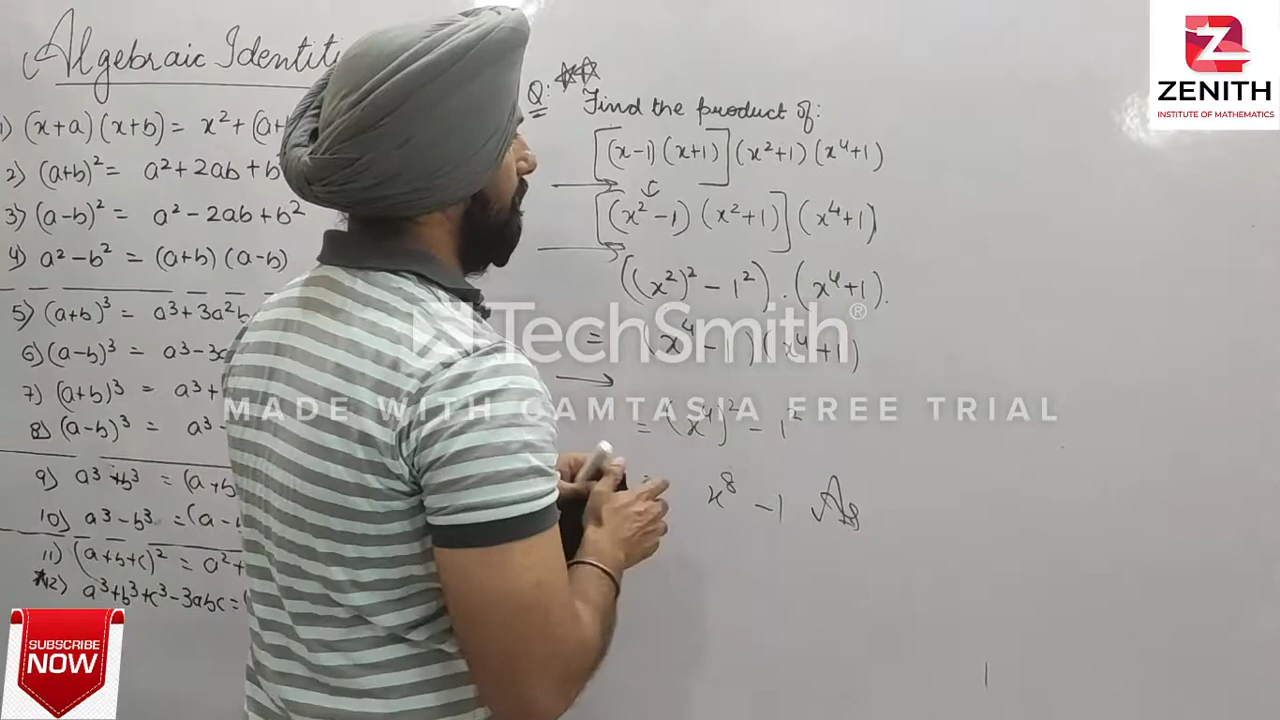 Algebraic Identiti
1) (x+a)(x+b) = x² + (a+
2) (a+b)² = a² + 2ab + b²
3) (a-b)² = a² - 2ab + b²
4) a² - b² = (a+b)(a-b)
5) (a+b)³ = a³ + 3a²b
6) (a-b)³ = a³ - 3a
7) (a+b)³ = a³ +
8) (a-b)³ = a³ -
9) a³ + b³ = (a+b
10) a³ - b³ = (a -
11) (a+b+c)² = a² +
12) a³ + b³ + c³ - 3abc =
Q: Find the product of:
[(x-1)(x+1)](x²+1)(x⁴+1)
[(x²-1)(x²+1)](x⁴+1)
((x²)² - 1²).(x⁴+1).
= (x⁴-1)(x⁴+1)
= (x⁴)² - 1²
x⁸ - 1 Ans
TechSmith®
MADE WITH CAMTASIA FREE TRIAL
Z
ZENITH
INSTITUTE OF MATHEMATICS
SUBSCRIBE
NOW